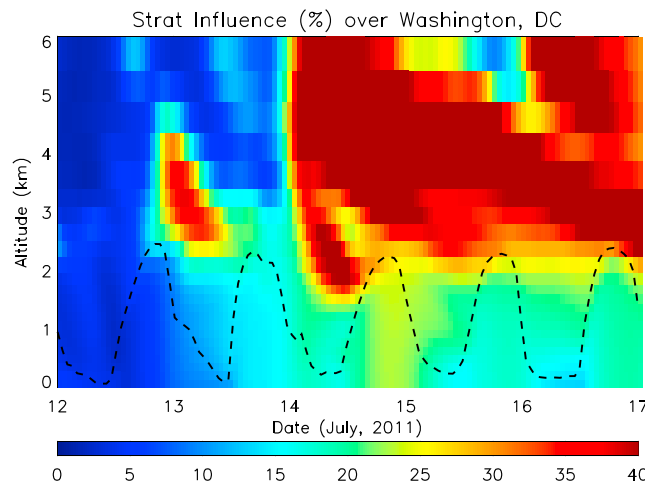 Strat Influence (%) over Washington, DC
6
5
4
3
2
1
0
Altitude (km)
12 13 14 15 16 17
Date (July, 2011)
0 5 10 15 20 25 30 35 40